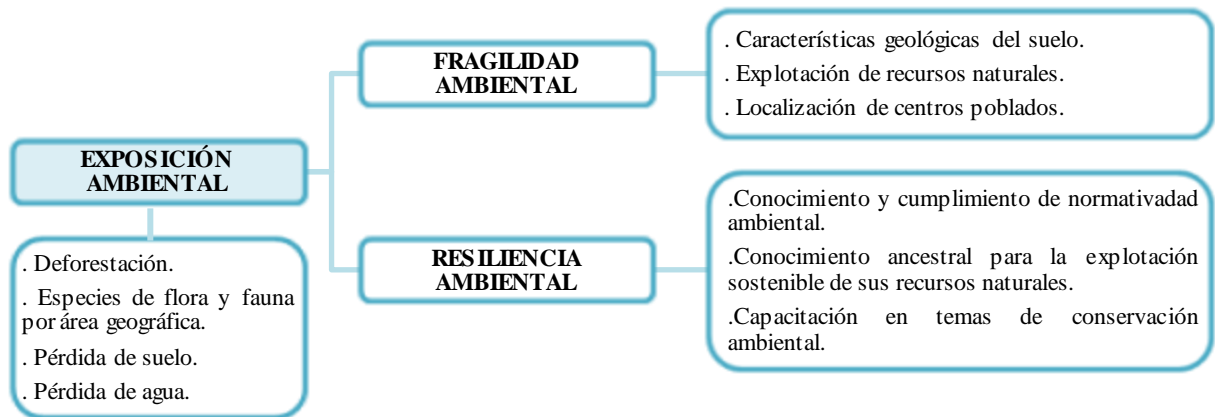 EXPOSICIÓN
AMBIENTAL
. Deforestación.
. Especies de flora y fauna
por área geográfica.
. Pérdida de suelo.
. Pérdida de agua.
FRAGILIDAD
AMBIENTAL
. Características geológicas del suelo.
. Explotación de recursos naturales.
. Localización de centros poblados.
RESILIENCIA
AMBIENTAL
.Conocimiento y cumplimiento de normativadad
ambiental.
.Conocimiento ancestral para la explotación
sostenible de sus recursos naturales.
.Capacitación en temas de conservación
ambiental.